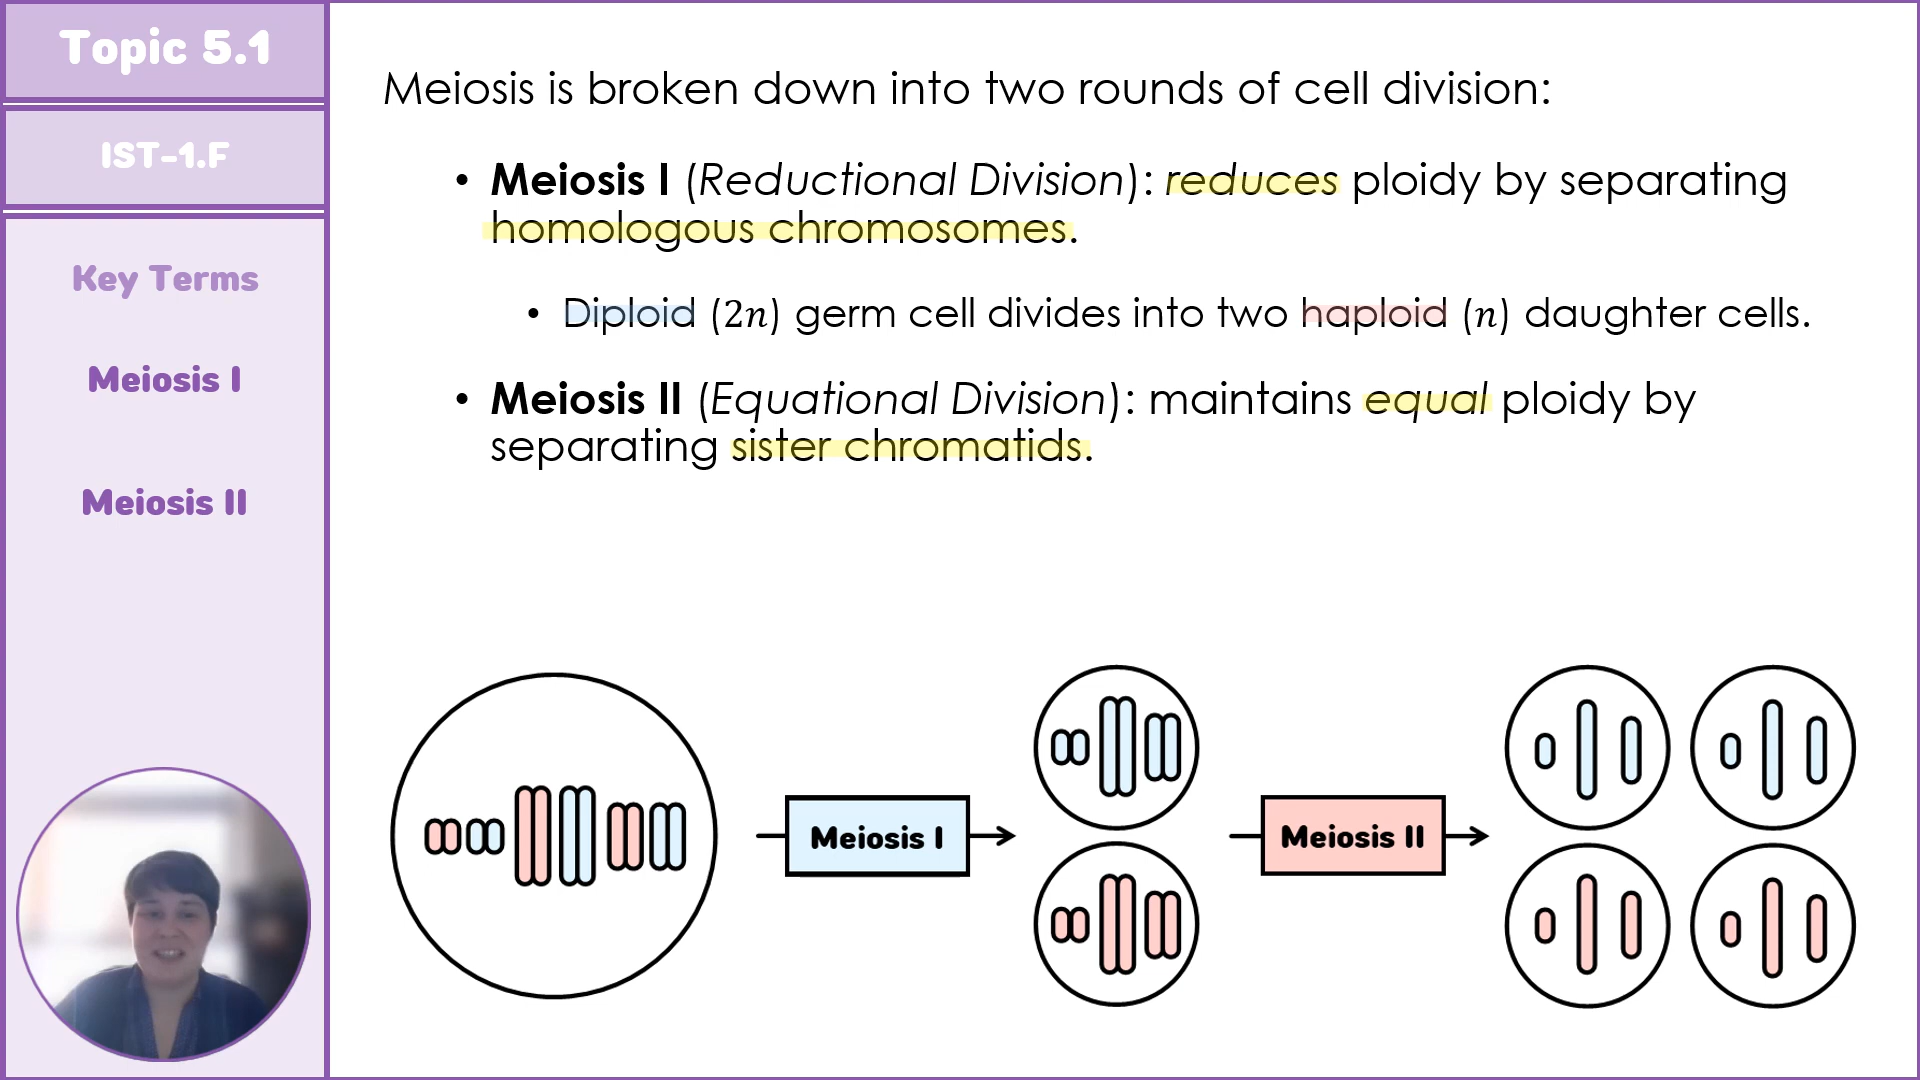 Topic 5.1
IST-1.F
Key Terms
Meiosis I
Meiosis II
Meiosis is broken down into two rounds of cell division:
• Meiosis I (Reductional Division): reduces ploidy by separating
homologous chromosomes.
• Diploid (2n) germ cell divides into two haploid (n) daughter cells.
• Meiosis II (Equational Division): maintains equal ploidy by
separating sister chromatids.
Meiosis I
Meiosis II